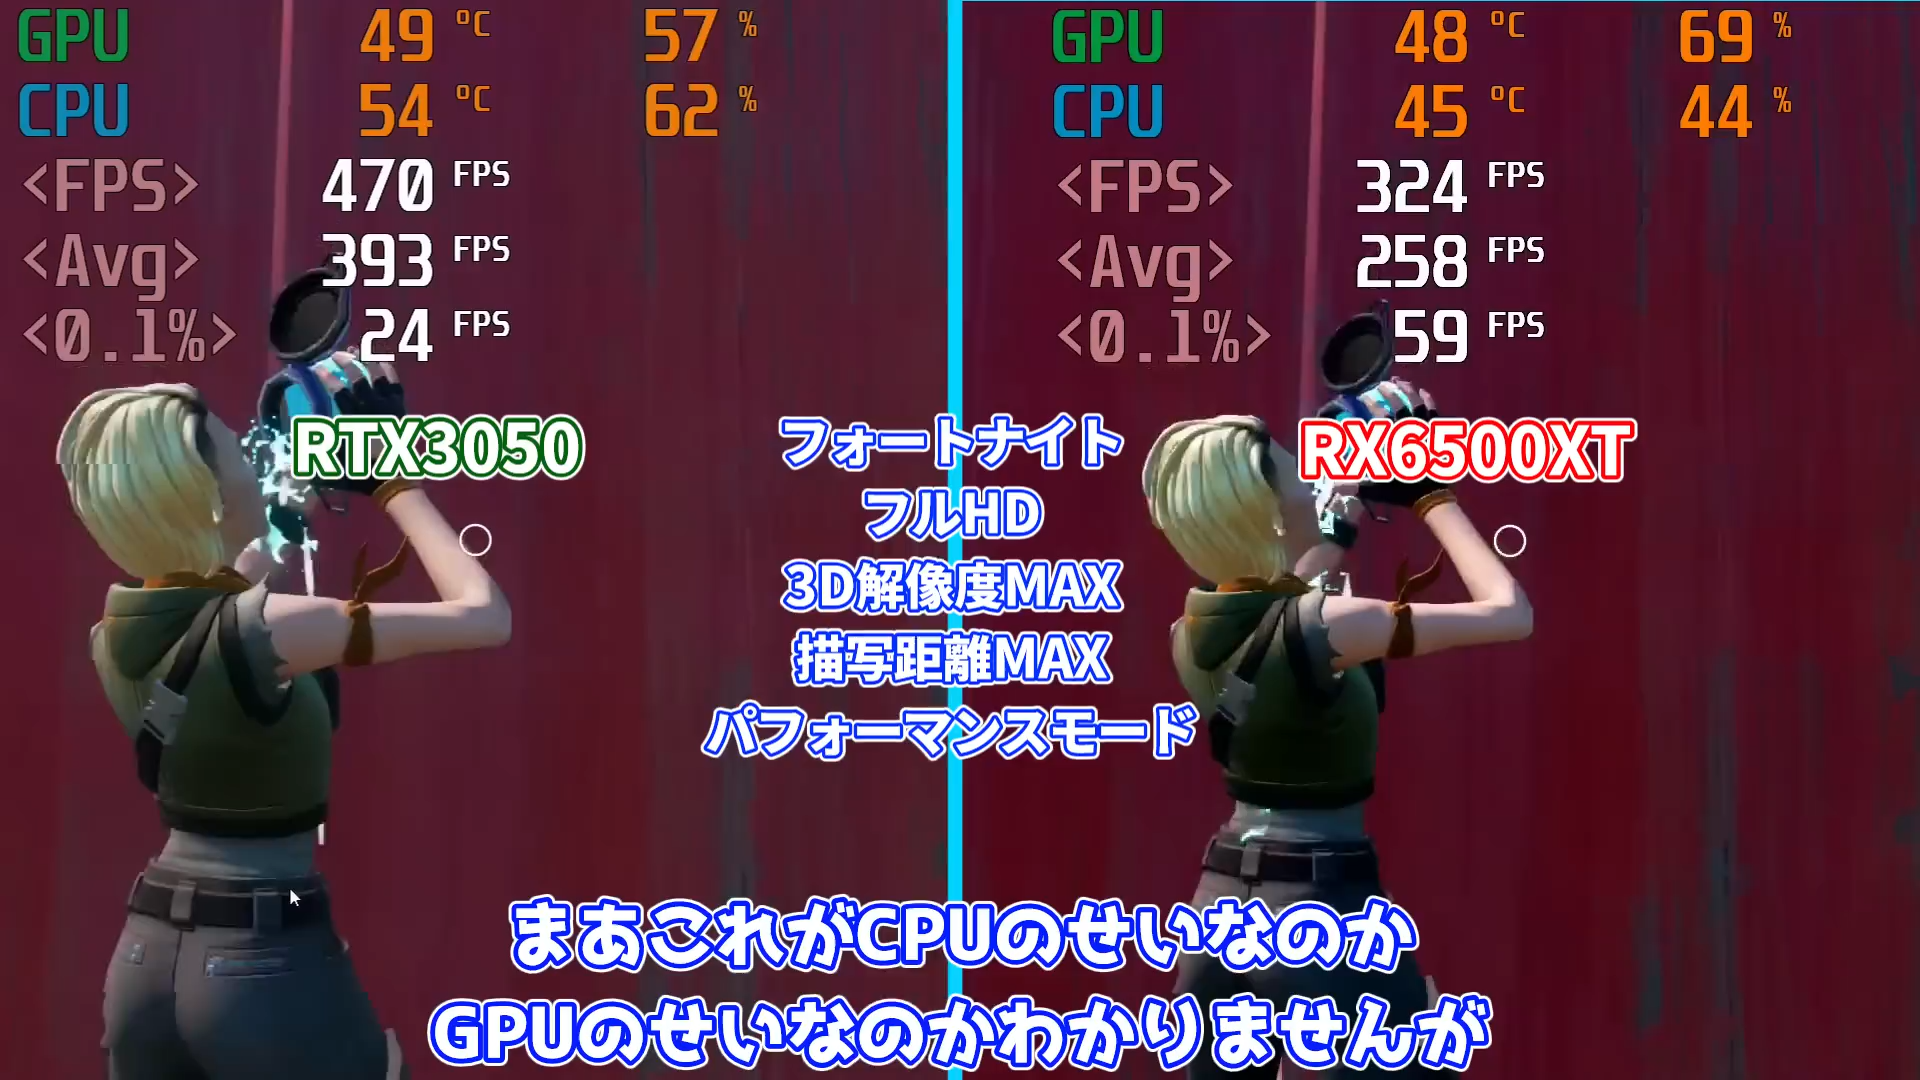 GPU 49 °C 57 %
CPU 54 °C 62 %
<FPS> 470 FPS
<Avg> 393 FPS
<0.1%> 24 FPS
RTX3050
GPU 48 °C 69 %
CPU 45 °C 44 %
<FPS> 324 FPS
<Avg> 258 FPS
<0.1%> 59 FPS
RX6500XT
フォートナイト
フルHD
3D解像度MAX
描写距離MAX
パフォーマンスモード
まあこれがCPUのせいなのか
GPUのせいなのかわかりませんが